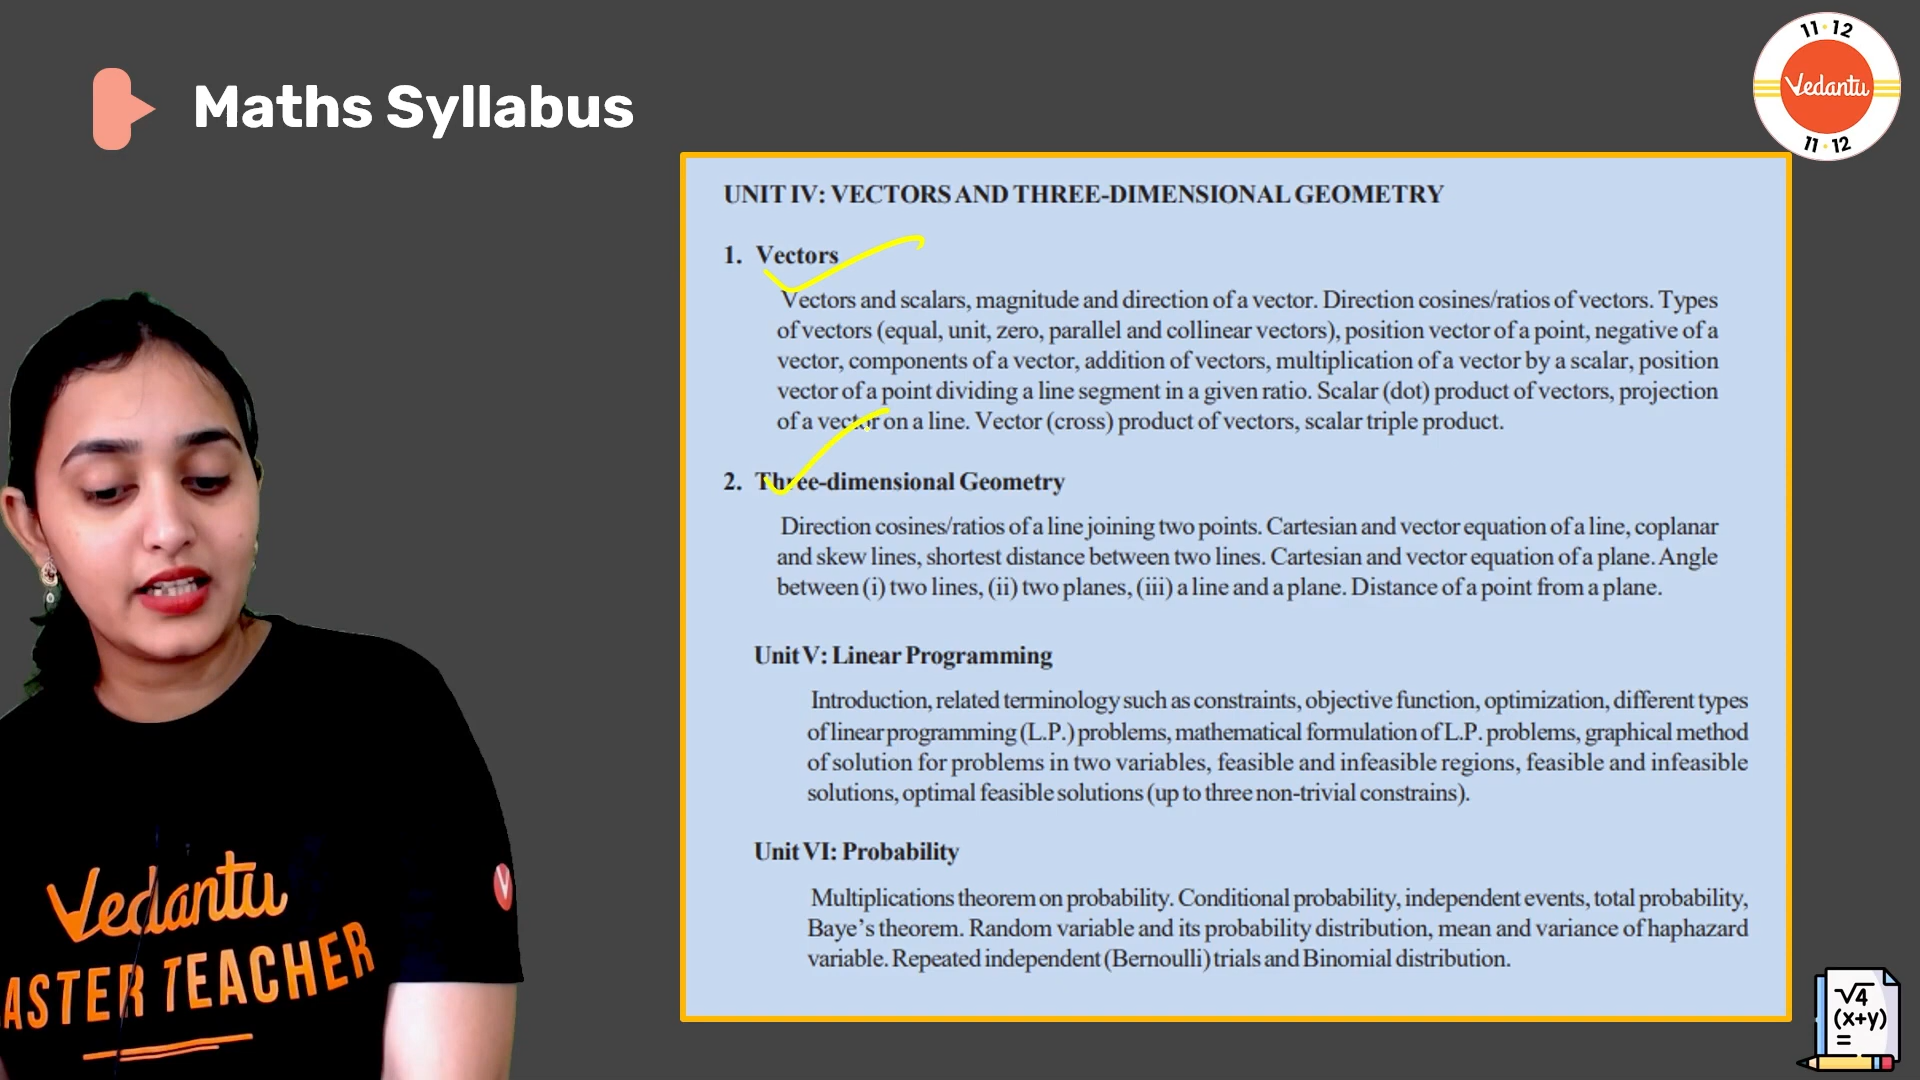 Maths Syllabus
11·12
Vedantu
11·12
UNIT IV: VECTORS AND THREE-DIMENSIONAL GEOMETRY
1. Vectors
Vectors and scalars, magnitude and direction of a vector. Direction cosines/ratios of vectors. Types
of vectors (equal, unit, zero, parallel and collinear vectors), position vector of a point, negative of a
vector, components of a vector, addition of vectors, multiplication of a vector by a scalar, position
vector of a point dividing a line segment in a given ratio. Scalar (dot) product of vectors, projection
of a vector on a line. Vector (cross) product of vectors, scalar triple product.
2. Three-dimensional Geometry
Direction cosines/ratios of a line joining two points. Cartesian and vector equation of a line, coplanar
and skew lines, shortest distance between two lines. Cartesian and vector equation of a plane. Angle
between (i) two lines, (ii) two planes, (iii) a line and a plane. Distance of a point from a plane.
Unit V: Linear Programming
Introduction, related terminology such as constraints, objective function, optimization, different types
of linear programming (L.P.) problems, mathematical formulation of L.P. problems, graphical method
of solution for problems in two variables, feasible and infeasible regions, feasible and infeasible
solutions, optimal feasible solutions (up to three non-trivial constrains).
Unit VI: Probability
Multiplications theorem on probability. Conditional probability, independent events, total probability,
Baye's theorem. Random variable and its probability distribution, mean and variance of haphazard
variable. Repeated independent (Bernoulli) trials and Binomial distribution.
Vedantu
ASTER TEACHER
V
√4
(x+y)
=